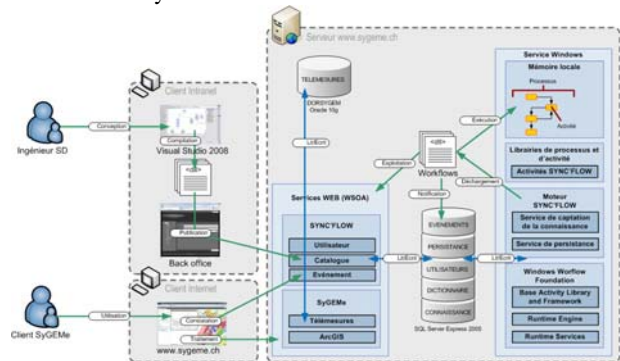 Serveur www.sygeme.ch
Client Intranet
Ingénieur SD
Conception
Compilation
Visual Studio 2008
Publication
Back office
Client Internet
Client SyGEMe
Utilisation
Constatation
Traitement
www.sygeme.ch
TELEMESURES
Lit/Ecrit
Services WEB (WSOA)
SYNC'FLOW
Utilisateur
Catalogue
Evénement
SyGEMe
Télémesures
ArcGIS
Exploitation
Workflows
Notification
Exécution
Déchargement
EVENEMENTS
PERSISTANCE
UTILISATEURS
DICTIONNAIRE
CONNAISSANCE
SQL Server Express 2005
Lit/Ecrit
Lit/Ecrit
Service Windows
Mémoire locale
Processus
Activité
Librairies de processus et
d'activité
Activités SYNC'FLOW
Moteur
SYNC'FLOW
Service de captation
de la connaissance
Service de persistance
Windows Worflow
Foundation
Base Activity Library
and Framework
Runtime Engine
Runtime Services